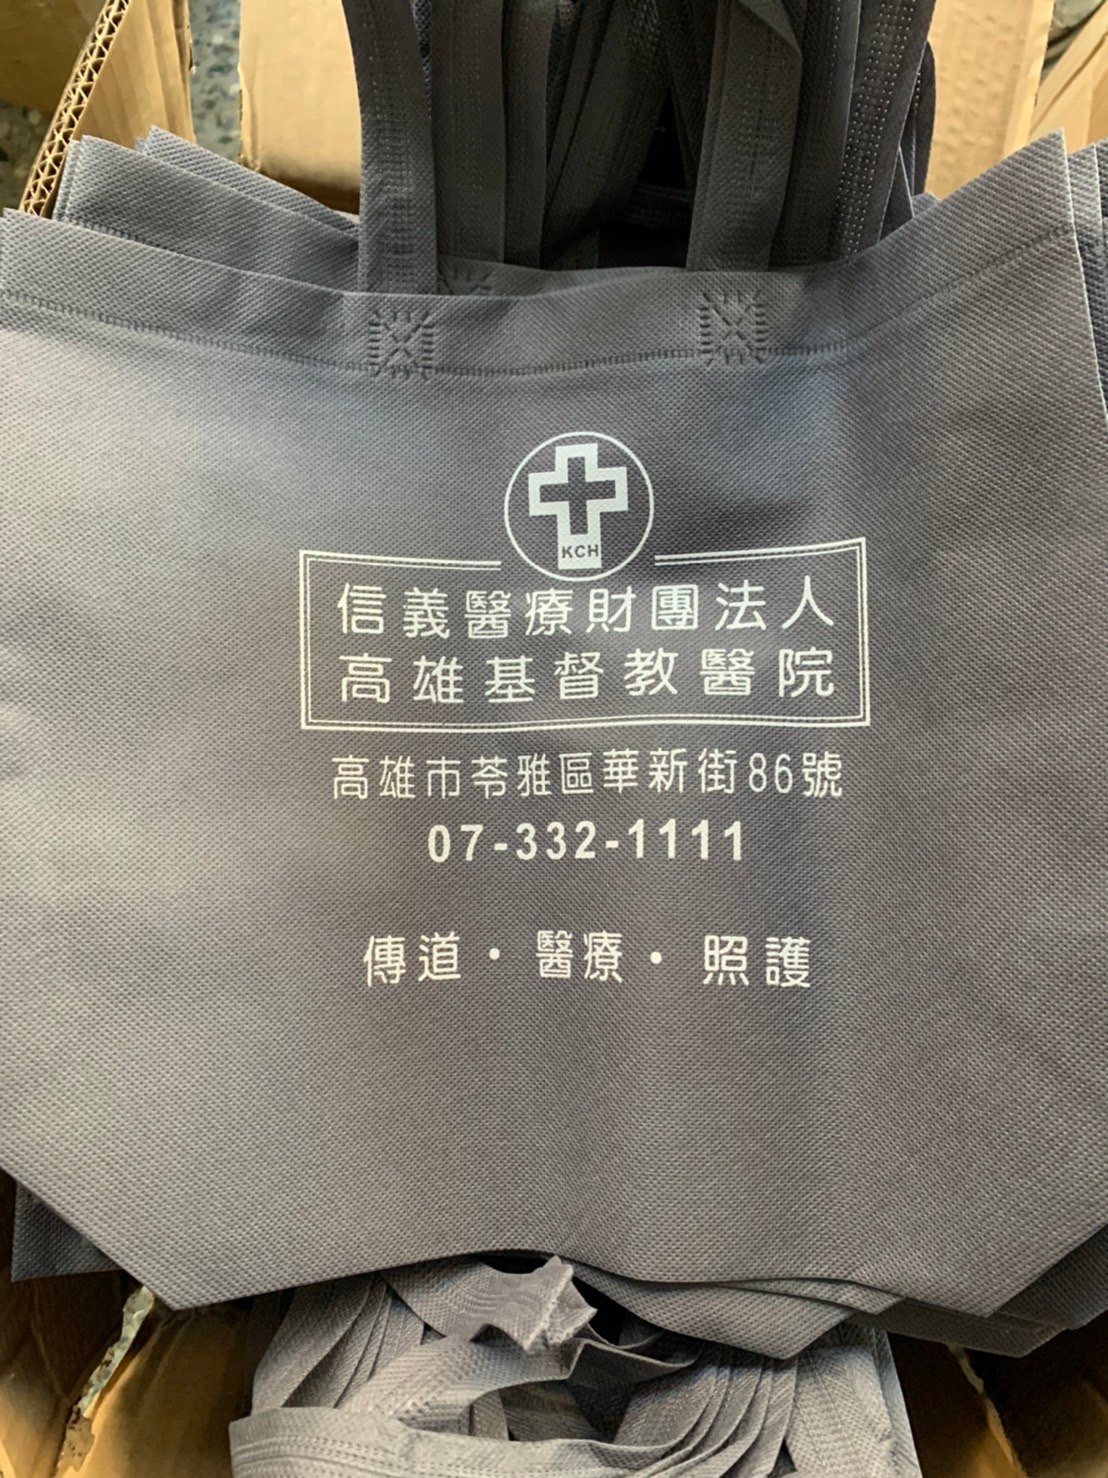 KCH
信義醫療財團法人
高雄基督教醫院
高雄市苓雅區華新街86號
07-332-1111
傳道・醫療・照護